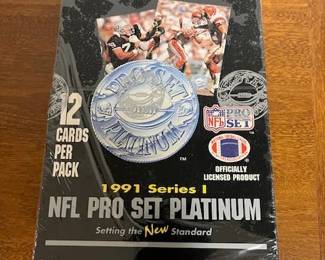 PRO SET
PLATINUM
™
12
CARDS
PER
PACK
NFL
PRO
SET
OFFICIALLY
LICENSED PRODUCT
1991 Series I
NFL PRO SET PLATINUM
Setting the New Standard